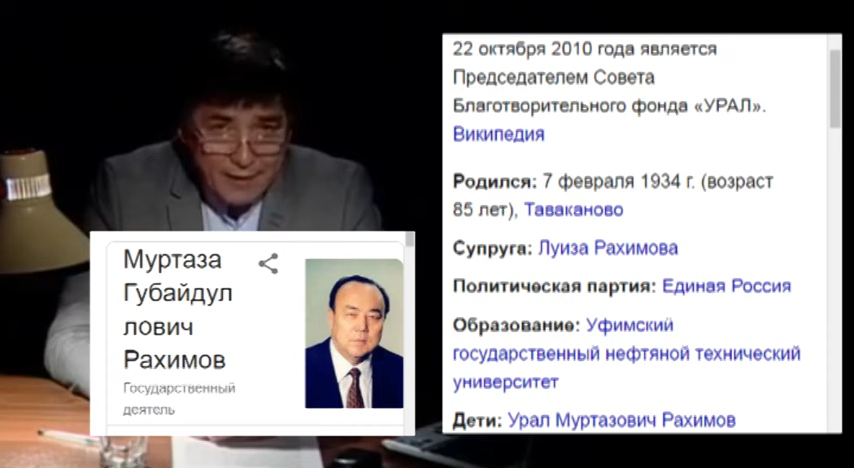 Муртаза
Губайдул
лович
Рахимов
Государственный
деятель
22 октября 2010 года является
Председателем Совета
Благотворительного фонда «УРАЛ».
Википедия
Родился: 7 февраля 1934 г. (возраст
85 лет), Таваканово
Супруга: Луиза Рахимова
Политическая партия: Единая Россия
Образование: Уфимский
государственный нефтяной технический
университет
Дети: Урал Муртазович Рахимов